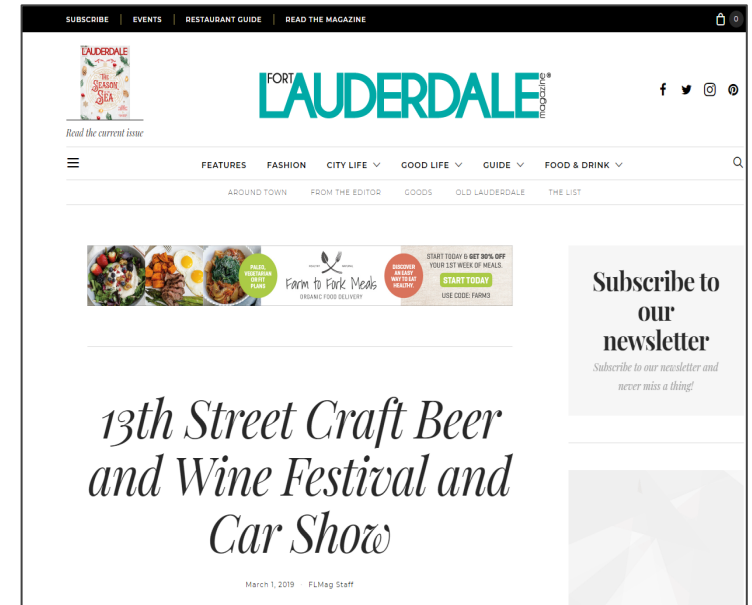 SUBSCRIBE EVENTS RESTAURANT GUIDE READ THE MAGAZINE 0
LAUDERDALE
THE
SEASON
SEA
Read the current issue
FORT
LAUDERDALE
magazine®
FEATURES FASHION CITY LIFE GOOD LIFE GUIDE FOOD & DRINK
AROUND TOWN FROM THE EDITOR GOODS OLD LAUDERDALE THE LIST
PALEO,
VEGETARIAN
OR FIT
PLANS
Farm to Fork Meals
ORGANIC FOOD DELIVERY
DISCOVER
AN EASY
WAY TO EAT
HEALTHY.
START TODAY & GET 30% OFF
YOUR 1ST WEEK OF MEALS.
START TODAY
USE CODE: FARM3
Subscribe to
our
newsletter
Subscribe to our newsletter and
never miss a thing!
13th Street Craft Beer
and Wine Festival and
Car Show
March 1, 2019 · FLMag Staff